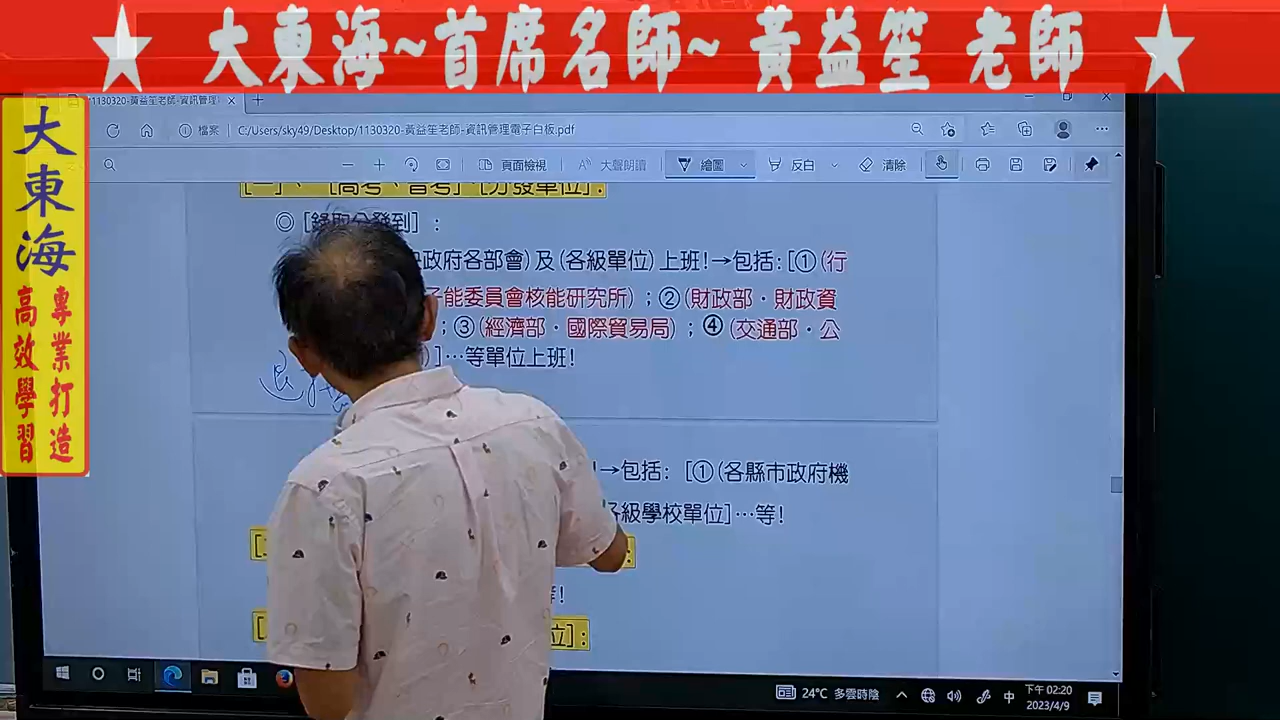 ★ 大東海~首席名師~ 黃益笙 老師 ★
大東海
專業打造
高效學習
1130320-黃益笙老師-資訊管理
檔案
C:/Users/sky49/Desktop/1130320-黃益笙老師-資訊管理電子白板.pdf
頁面檢視
大聲朗讀
繪圖
反白
清除
[一]、 [高考、普考] [分發單位]:
◎ [錄取分發到] :
政府各部會)及(各級單位)上班!→包括:[①(行
子能委員會核能研究所) ;②(財政部・財政資
;③(經濟部・國際貿易局) ;④(交通部・公
)]…等單位上班!
!→包括: [①(各縣市政府機
各級學校單位]…等!
[
]:
!
[
位]:
24°C 多雲時陰
中
下午 02:20
2023/4/9